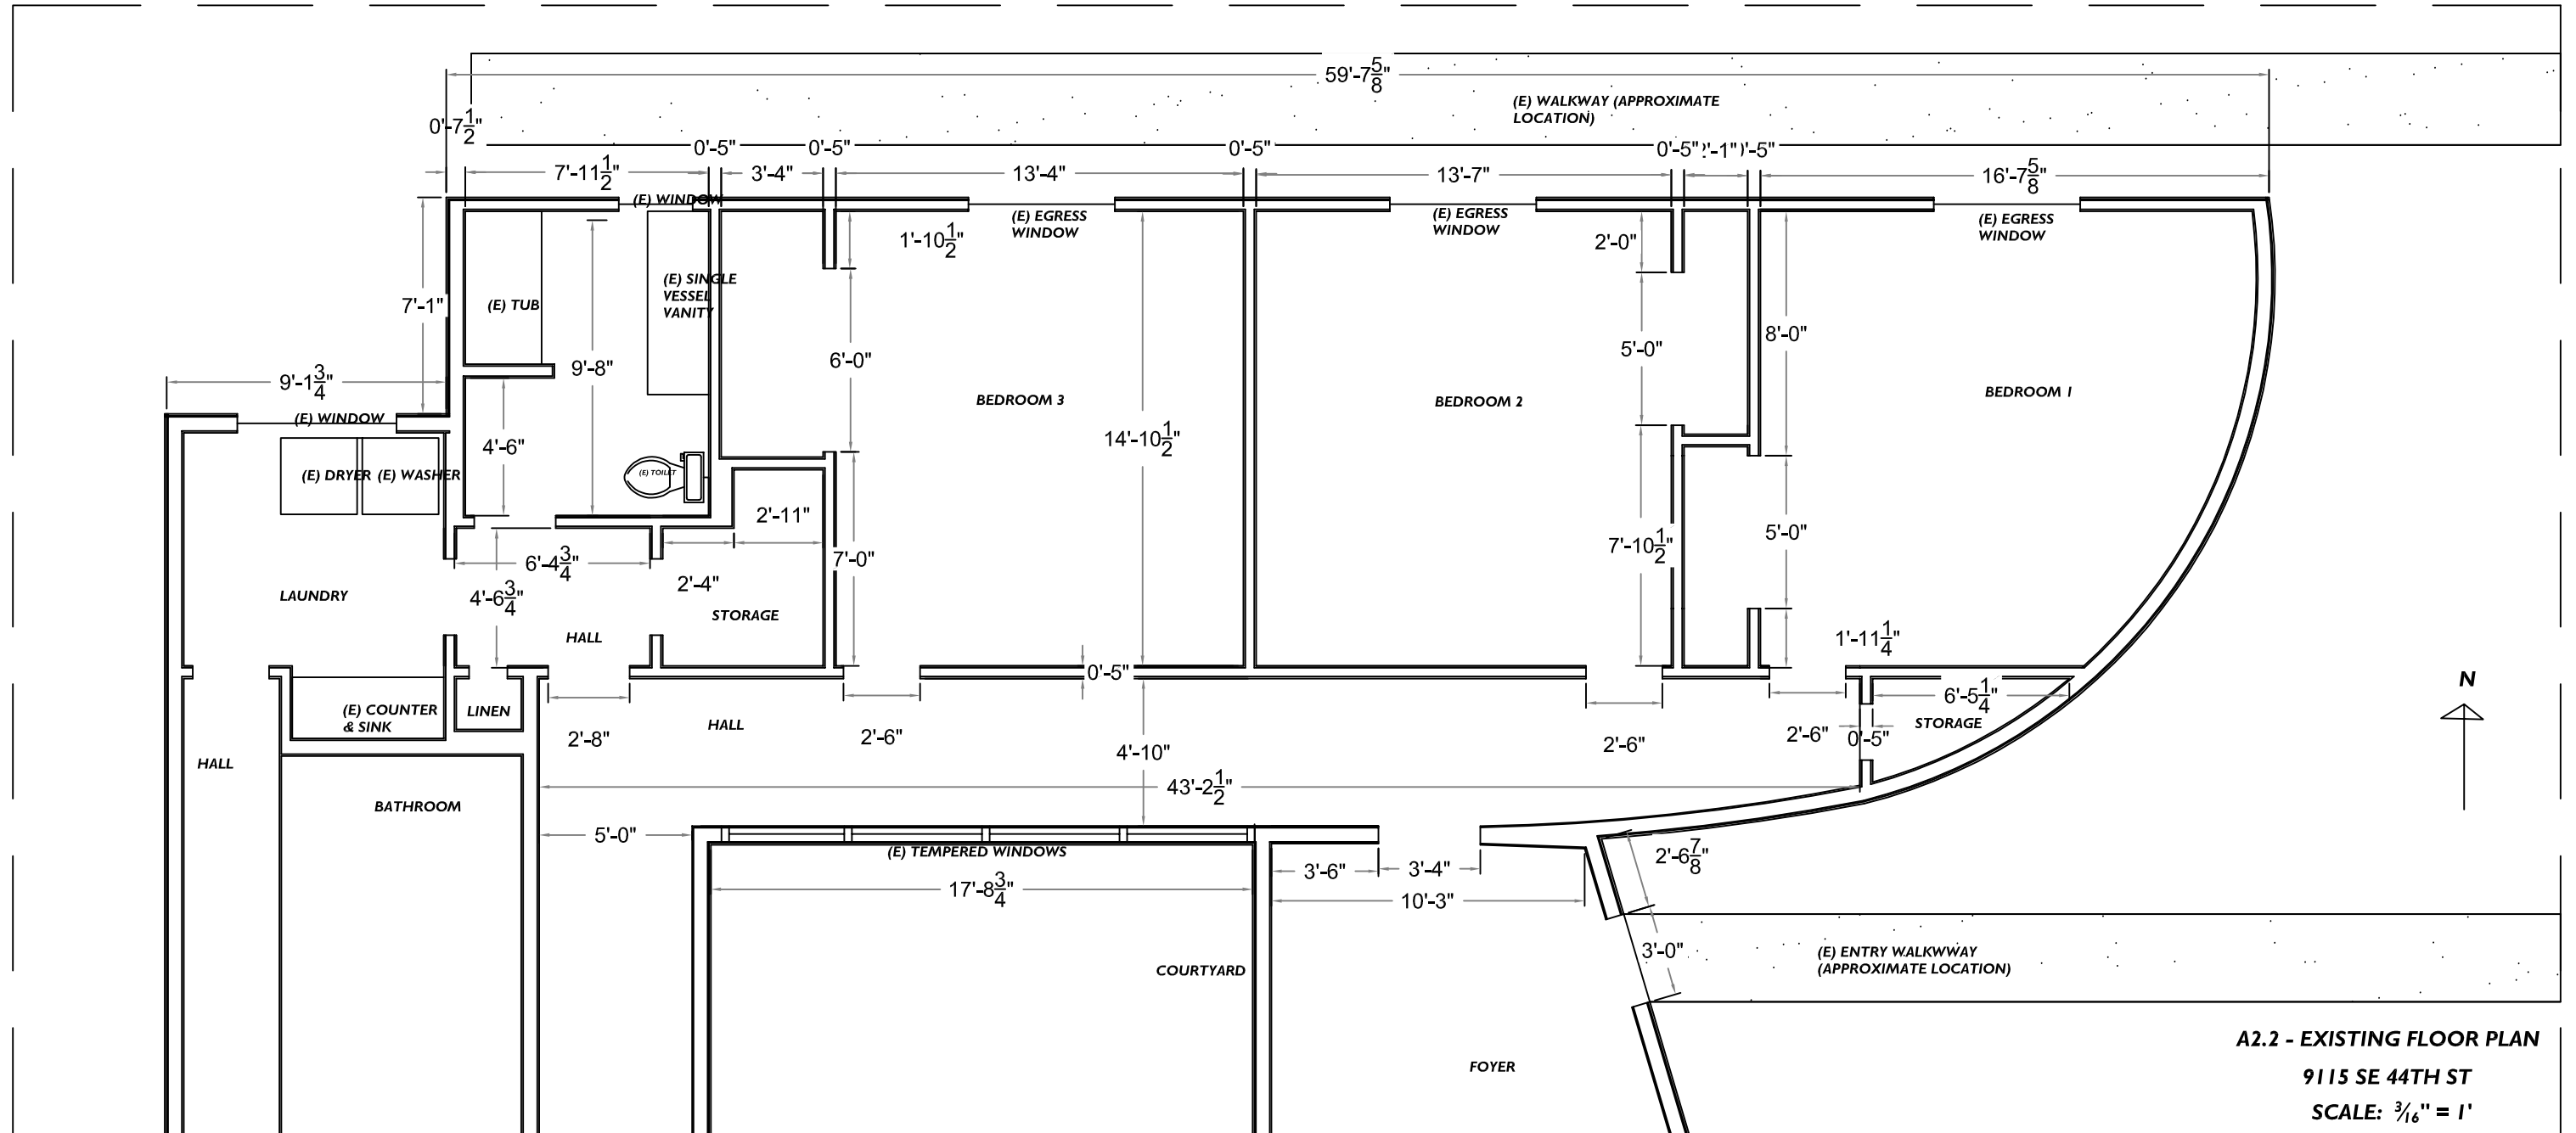 59'-7 5/8"
(E) WALKWAY (APPROXIMATE
LOCATION)
0'-7 1/2"
0'-5"
0'-5"
0'-5"
0'-5"
'-1"
'-5"
7'-11 1/2"
3'-4"
13'-4"
13'-7"
16'-7 5/8"
(E) WINDOW
(E) EGRESS
WINDOW
(E) EGRESS
WINDOW
(E) EGRESS
WINDOW
1'-10 1/2"
2'-0"
(E) SINGLE
VESSEL
VANITY
(E) TUB
7'-1"
8'-0"
6'-0"
5'-0"
9'-8"
9'-1 3/4"
BEDROOM 3
BEDROOM 2
BEDROOM 1
(E) WINDOW
4'-6"
14'-10 1/2"
(E) DRYER
(E) WASHER
(E) TOILET
2'-11"
5'-0"
7'-10 1/2"
7'-0"
6'-4 3/4"
2'-4"
4'-6 3/4"
LAUNDRY
STORAGE
HALL
1'-11 1/4"
0'-5"
N
6'-5 1/4"
(E) COUNTER
& SINK
LINEN
HALL
STORAGE
2'-8"
2'-6"
2'-6"
2'-6"
0'-5"
4'-10"
HALL
43'-2 1/2"
BATHROOM
5'-0"
(E) TEMPERED WINDOWS
2'-6 7/8"
3'-6"
3'-4"
17'-8 3/4"
10'-3"
3'-0"
(E) ENTRY WALKWWAY
(APPROXIMATE LOCATION)
COURTYARD
FOYER
A2.2 - EXISTING FLOOR PLAN
9115 SE 44TH ST
SCALE: 3/16" = 1'